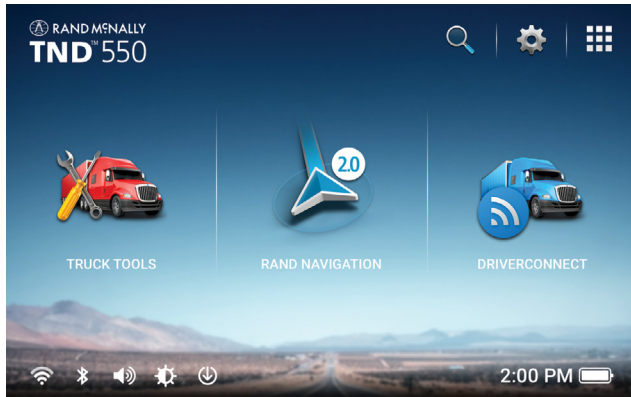 RAND McNALLY
TND™ 550
2.0
TRUCK TOOLS
RAND NAVIGATION
DRIVERCONNECT
2:00 PM